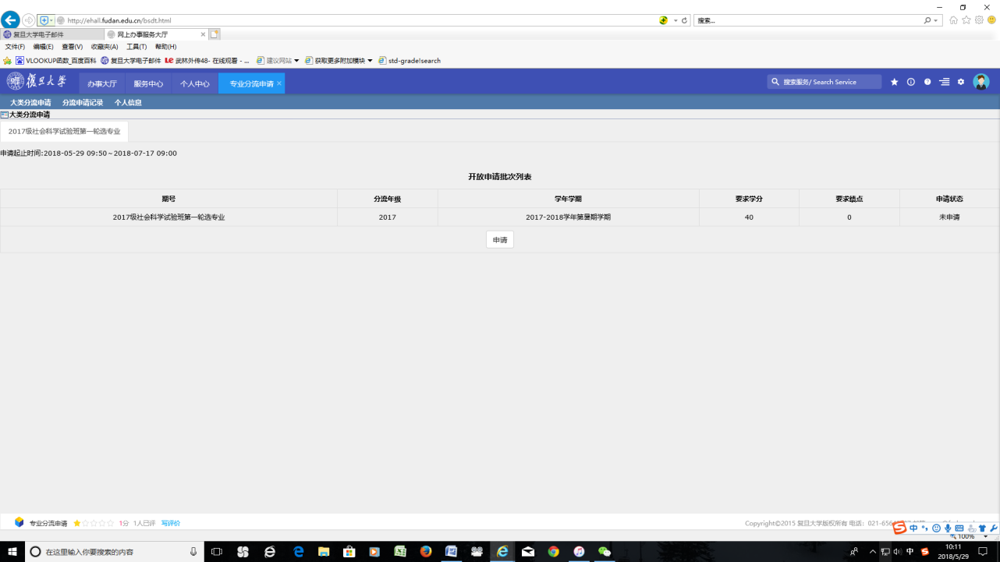 http://ehall.fudan.edu.cn/bsdt.html
搜索...
复旦大学电子邮件
网上办事服务大厅
文件(F) 编辑(E) 查看(V) 收藏夹(A) 工具(T) 帮助(H)
VLOOKUP函数_百度百科 复旦大学电子邮件 武林外传48- 在线观看 - ... 建议网站 获取更多附加模块 std-grade!search
復旦大學 办事大厅 服务中心 个人中心 专业分流申请 × 搜索服务/ Search Service
大类分流申请 分流申请记录 个人信息
大类分流申请
2017级社会科学试验班第一轮选专业
申请起止时间:2018-05-29 09:50～2018-07-17 09:00
开放申请批次列表
期号 分流年级 学年学期 要求学分 要求绩点 申请状态
2017级社会科学试验班第一轮选专业 2017 2017-2018学年第暑期学期 40 0 未申请
申请
专业分流申请 1分 1人已评 写评价
Copyright©2015 复旦大学版权所有 电话：021-656
中
100%
在这里输入你要搜索的内容
中
10:11
2018/5/29